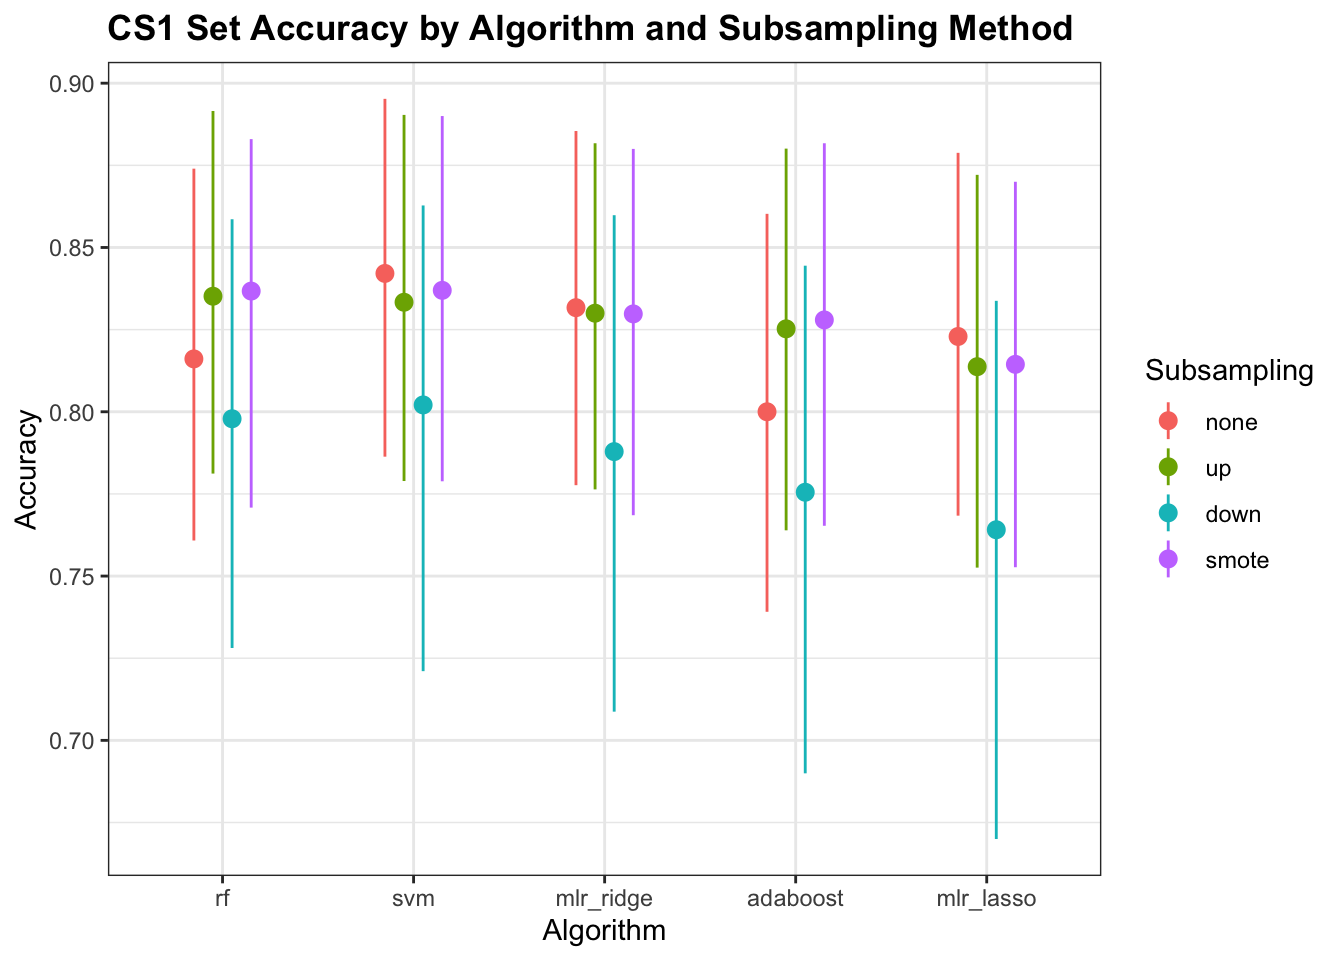 CS1 Set Accuracy by Algorithm and Subsampling Method
0.90
0.85
0.80
0.75
0.70
Accuracy
rf svm mlr_ridge adaboost mlr_lasso
Algorithm
Subsampling
none
up
down
smote